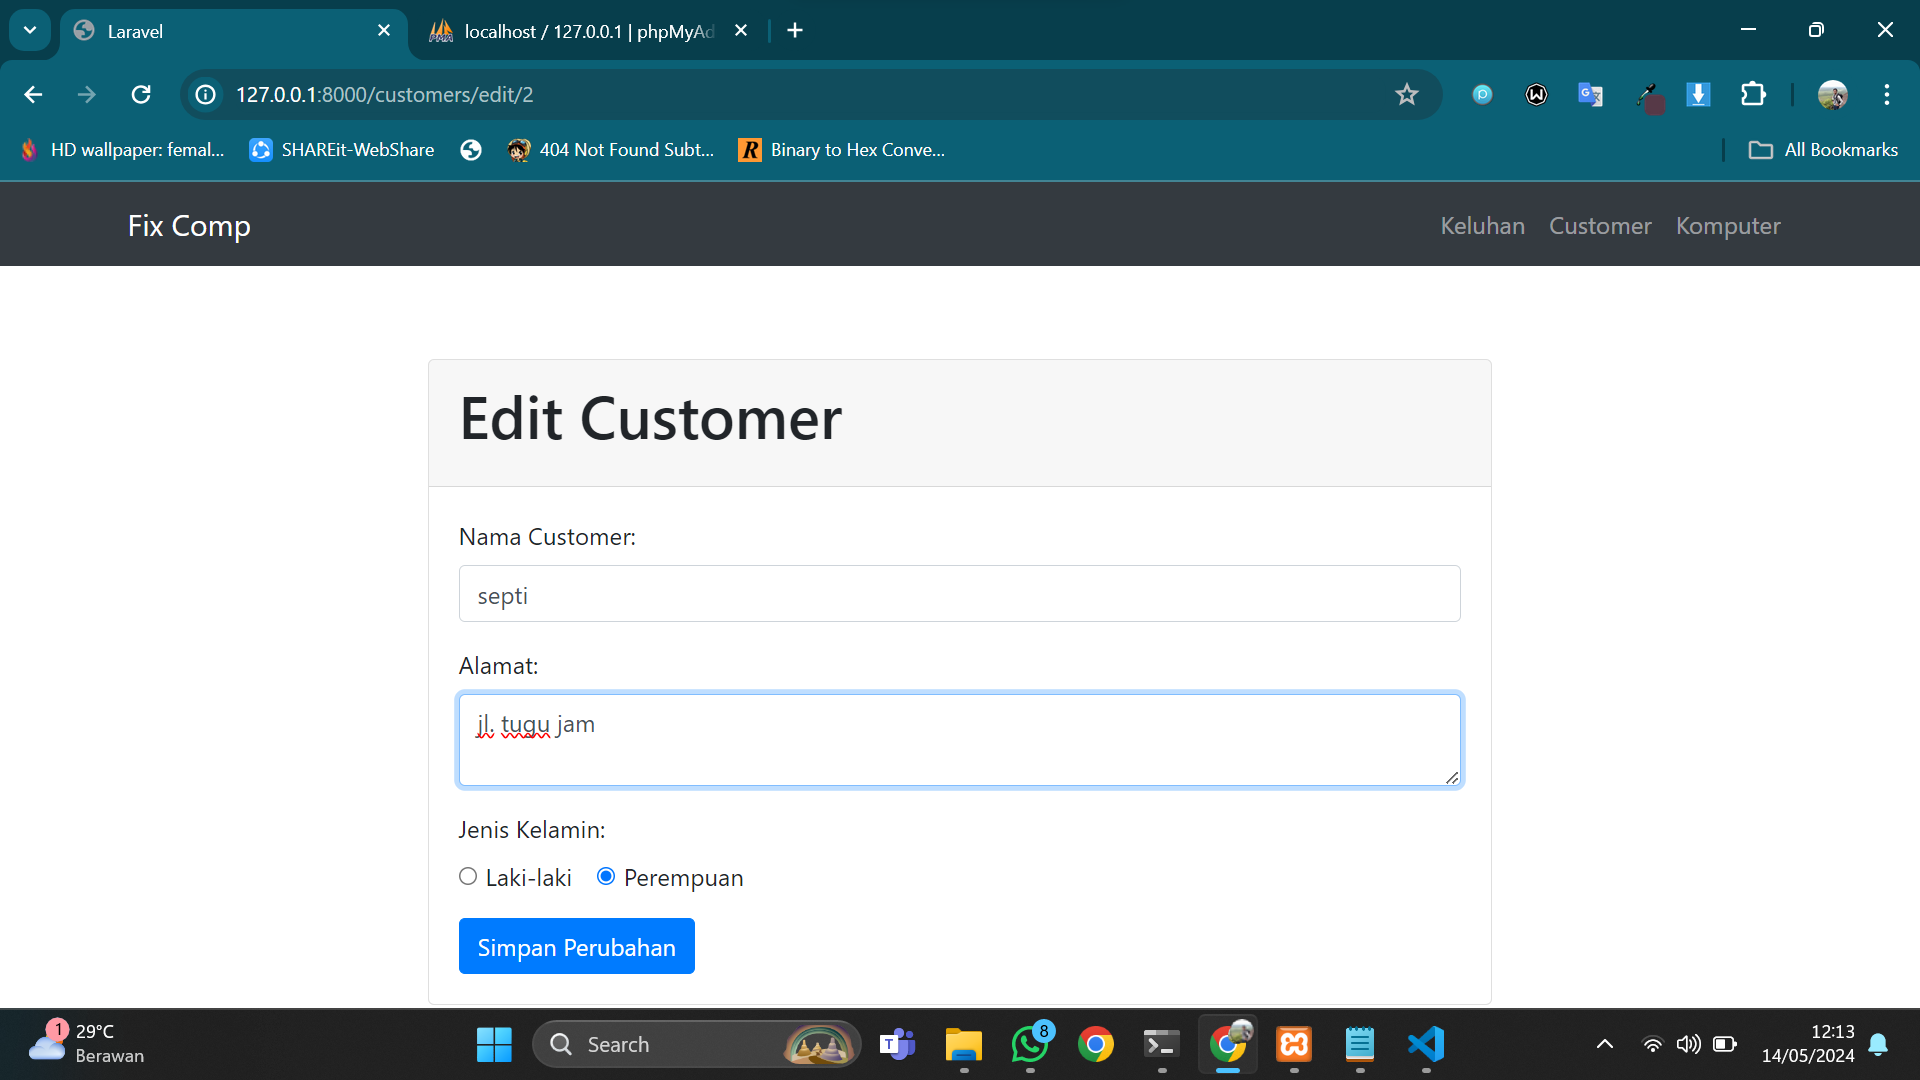 Laravel
localhost / 127.0.0.1 | phpMyAd
127.0.0.1:8000/customers/edit/2
HD wallpaper: femal...
SHAREit-WebShare
404 Not Found Subt...
Binary to Hex Conve...
All Bookmarks
Fix Comp
Keluhan Customer Komputer
Edit Customer
Nama Customer:
septi
Alamat:
jl. tugu jam
Jenis Kelamin:
Laki-laki Perempuan
Simpan Perubahan
1
29°C
Berawan
Search
8
12:13
14/05/2024